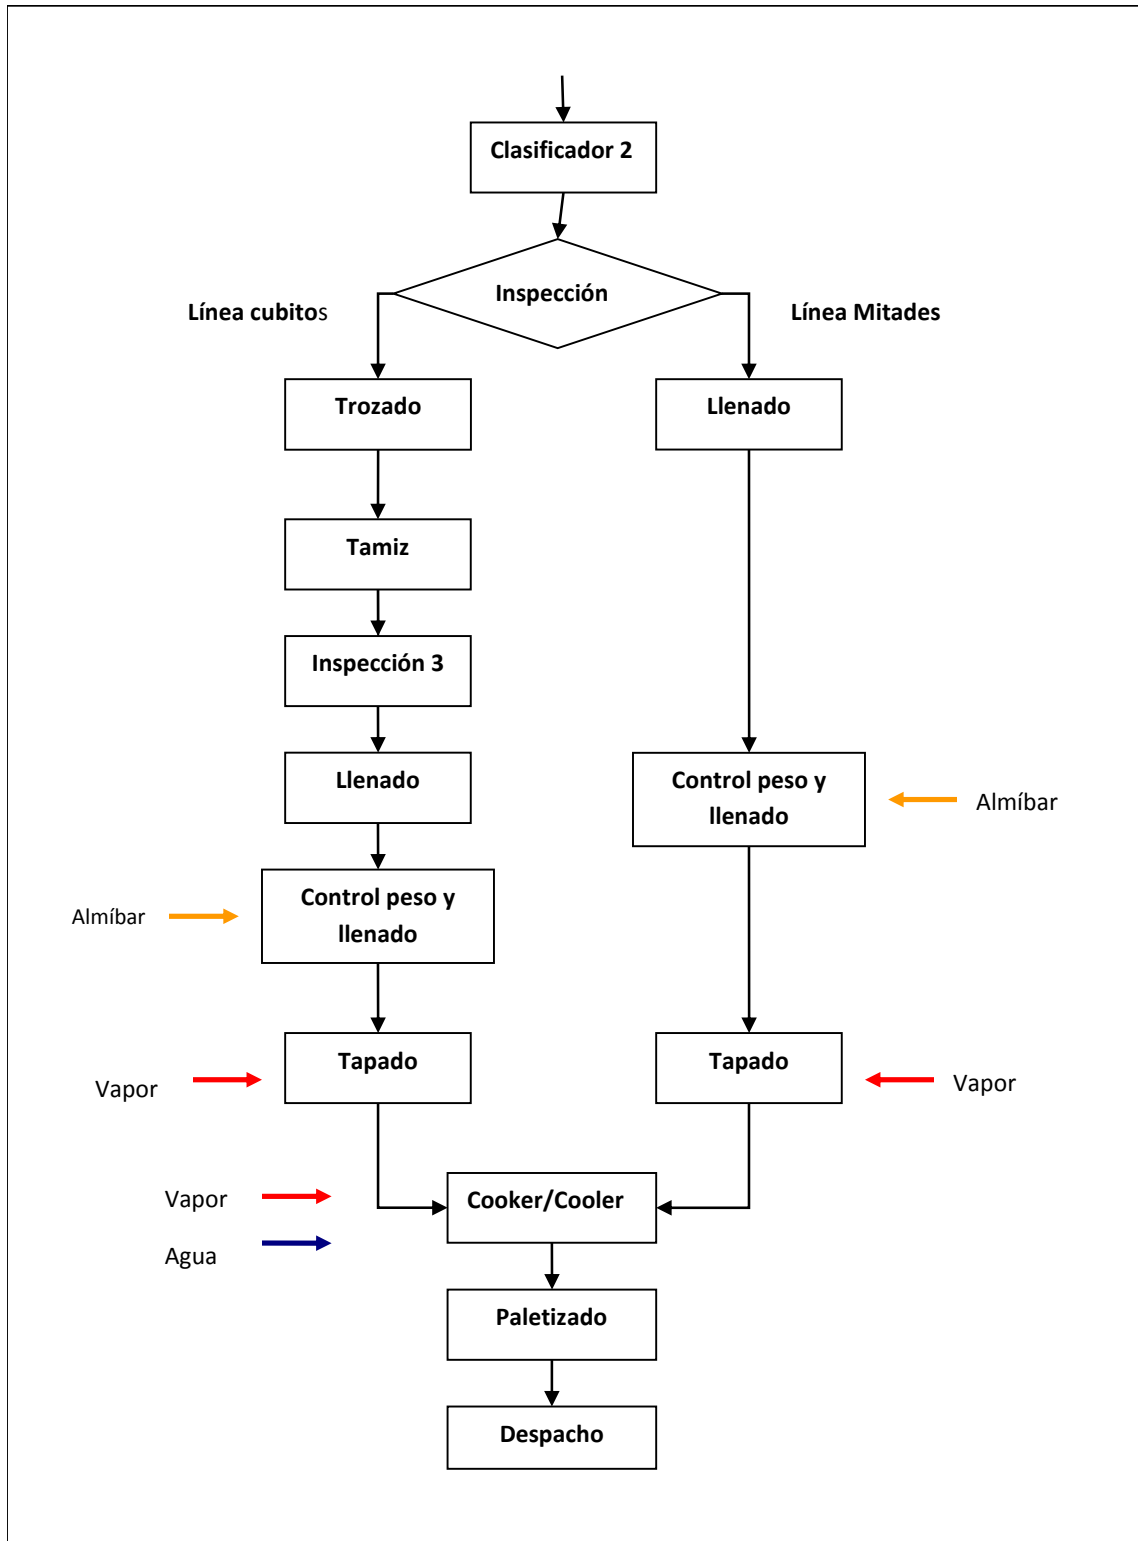 Clasificador 2
Inspección
Línea cubitos
Línea Mitades
Trozado
Llenado
Tamiz
Inspección 3
Llenado
Control peso y
llenado
Almíbar
Control peso y
llenado
Almíbar
Tapado
Tapado
Vapor
Vapor
Vapor
Cooker/Cooler
Agua
Paletizado
Despacho